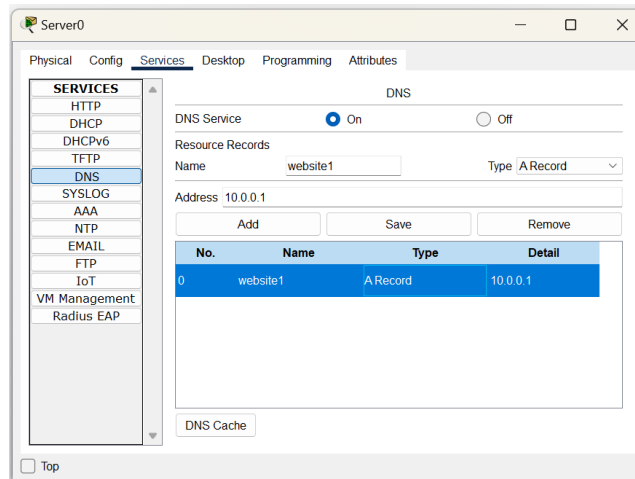 Server0
Physical Config Services Desktop Programming Attributes
SERVICES
HTTP
DHCP
DHCPv6
TFTP
DNS
SYSLOG
AAA
NTP
EMAIL
FTP
IoT
VM Management
Radius EAP
DNS
DNS Service On Off
Resource Records
Name website1 Type A Record
Address 10.0.0.1
Add Save Remove
No. Name Type Detail
0 website1 A Record 10.0.0.1
DNS Cache
Top